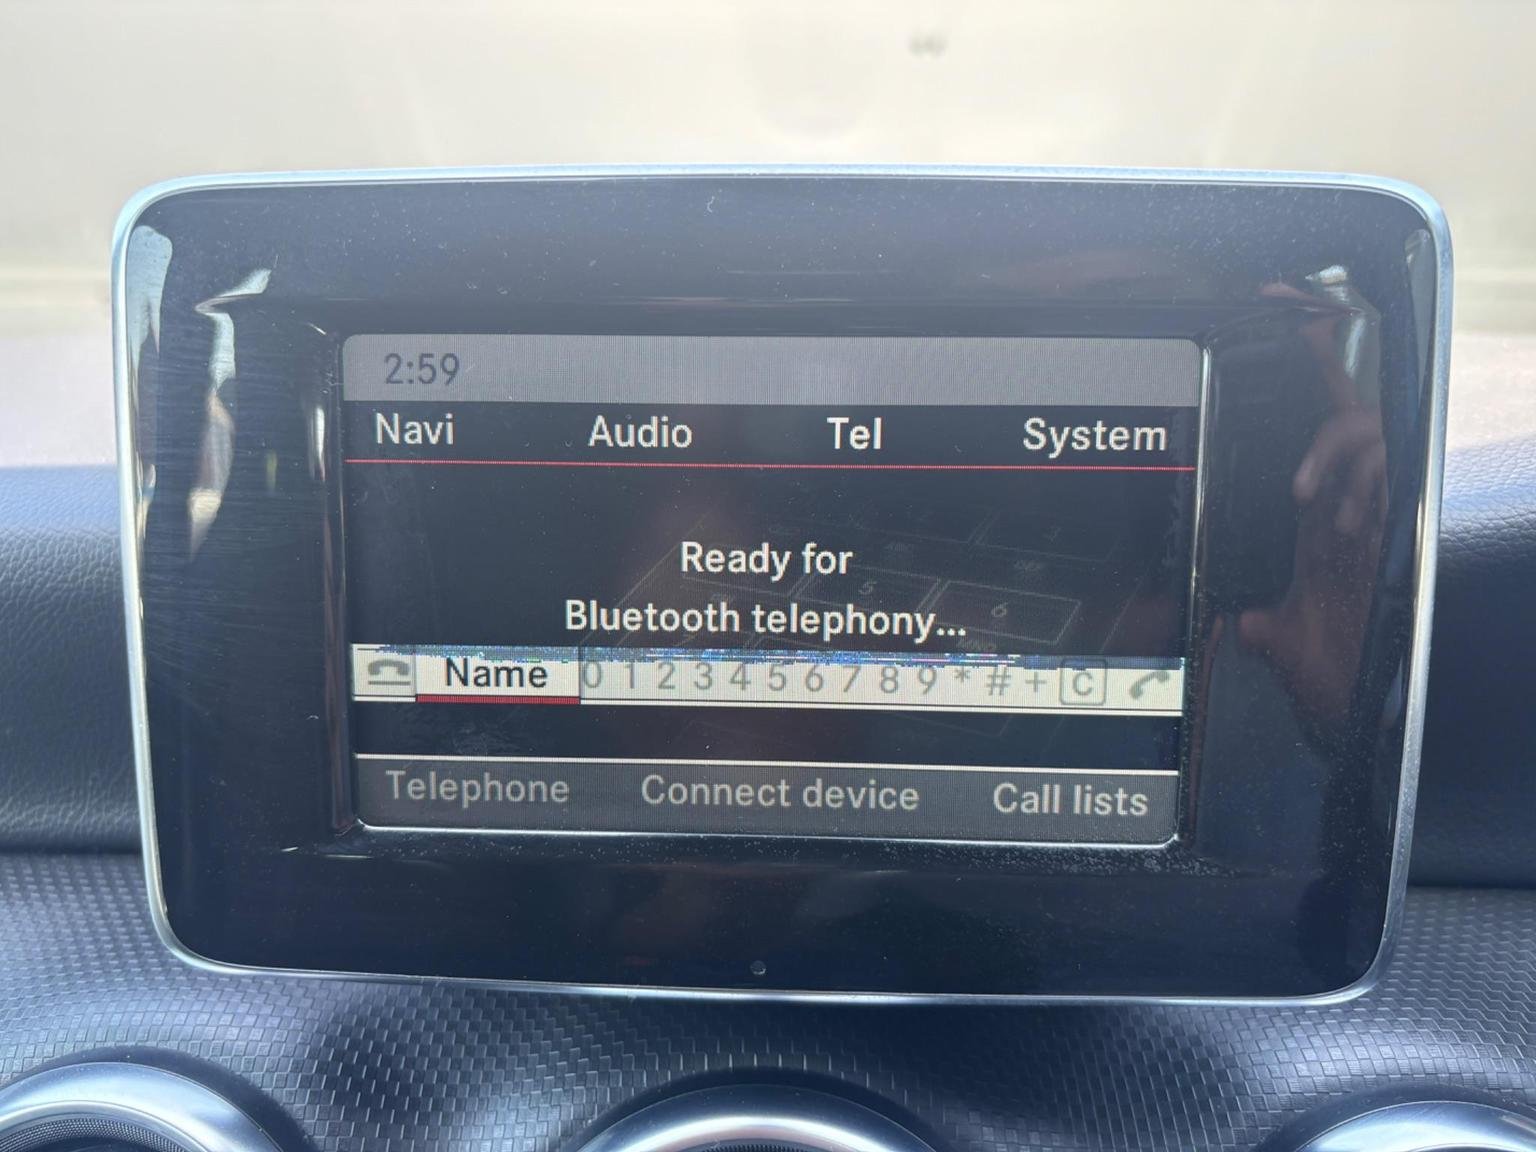 2:59
Navi Audio Tel System
Ready for
Bluetooth telephony...
Name 0 1 2 3 4 5 6 7 8 9 * # + C
Telephone Connect device Call lists